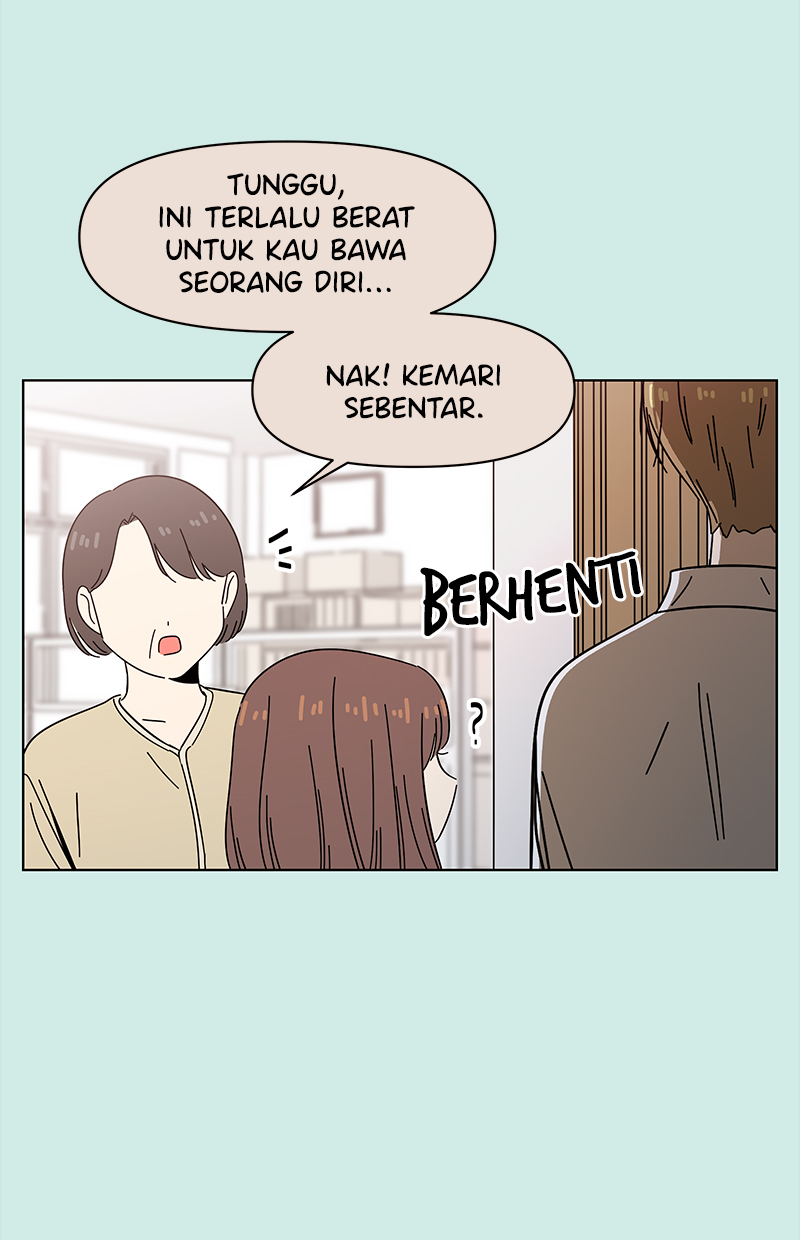 TUNGGU,
INI TERLALU BERAT
UNTUK KAU BAWA
SEORANG DIRI...
NAK! KEMARI
SEBENTAR.
BERHENTI
?